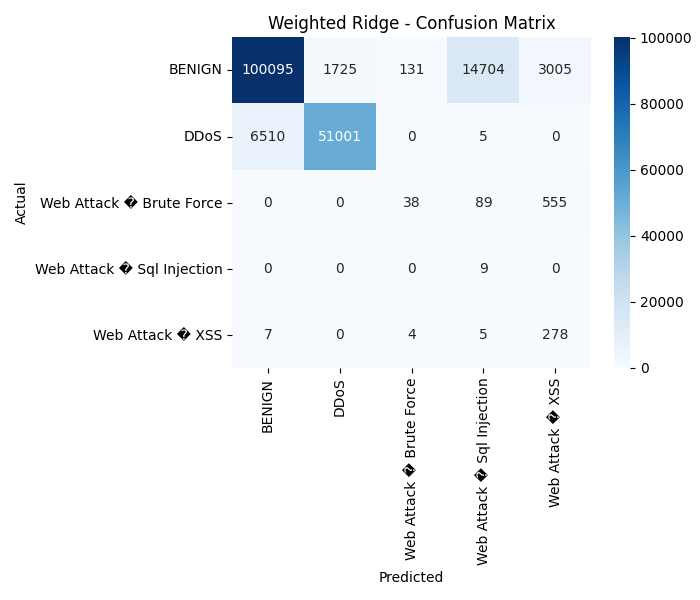 Weighted Ridge - Confusion Matrix
BENIGN 100095 1725 131 14704 3005
DDoS 6510 51001 0 5 0
Web Attack � Brute Force 0 0 38 89 555
Web Attack � Sql Injection 0 0 0 9 0
Web Attack � XSS 7 0 4 5 278
Actual
BENIGN
DDoS
Web Attack � Brute Force
Web Attack � Sql Injection
Web Attack � XSS
Predicted
100000
80000
60000
40000
20000
0